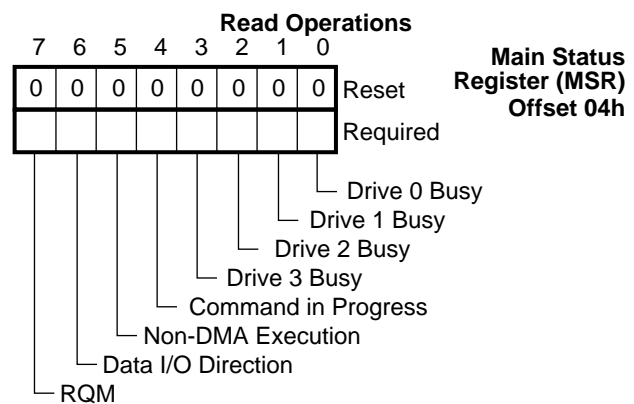 Read Operations
7 6 5 4 3 2 1 0
Main Status
Register (MSR)
Offset 04h
0 0 0 0 0 0 0 0 Reset
Required
Drive 0 Busy
Drive 1 Busy
Drive 2 Busy
Drive 3 Busy
Command in Progress
Non-DMA Execution
Data I/O Direction
RQM